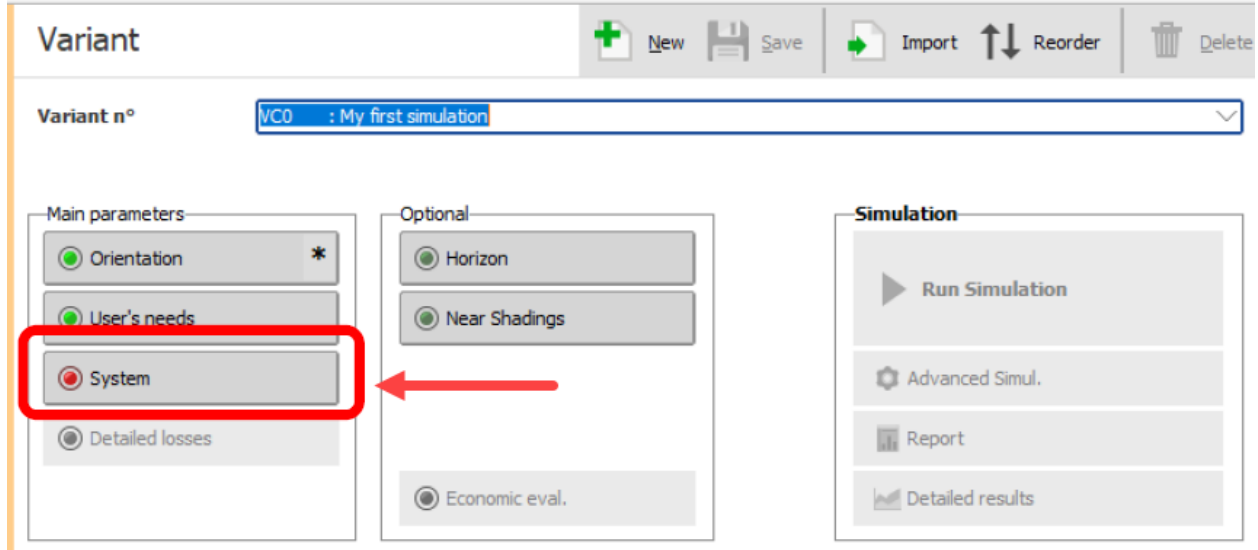 Variant
New Save Import Reorder Delete
Variant n° VC0 : My first simulation
Main parameters
Orientation *
User's needs
System
Detailed losses
Optional
Horizon
Near Shadings
Economic eval.
Simulation
Run Simulation
Advanced Simul.
Report
Detailed results